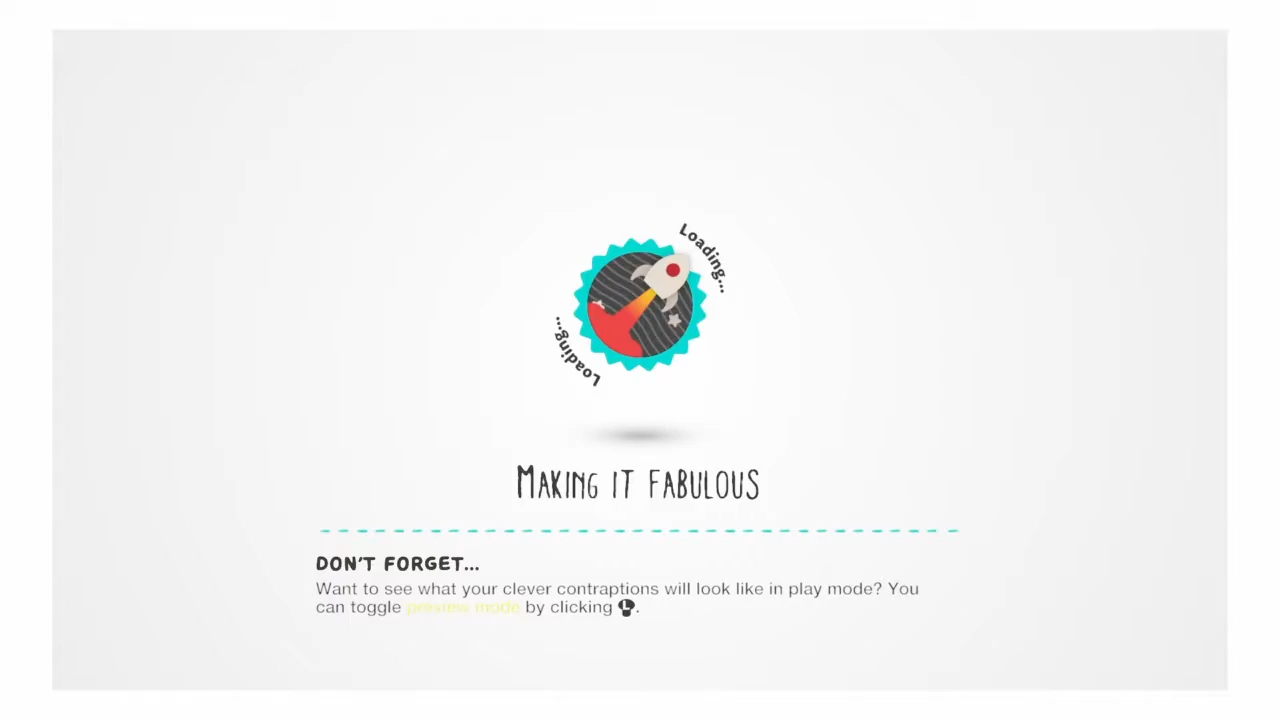 Loading...
Loading...
MAKING IT FABULOUS
DON'T FORGET...
Want to see what your clever contraptions will look like in play mode? You
can toggle preview mode by clicking L.